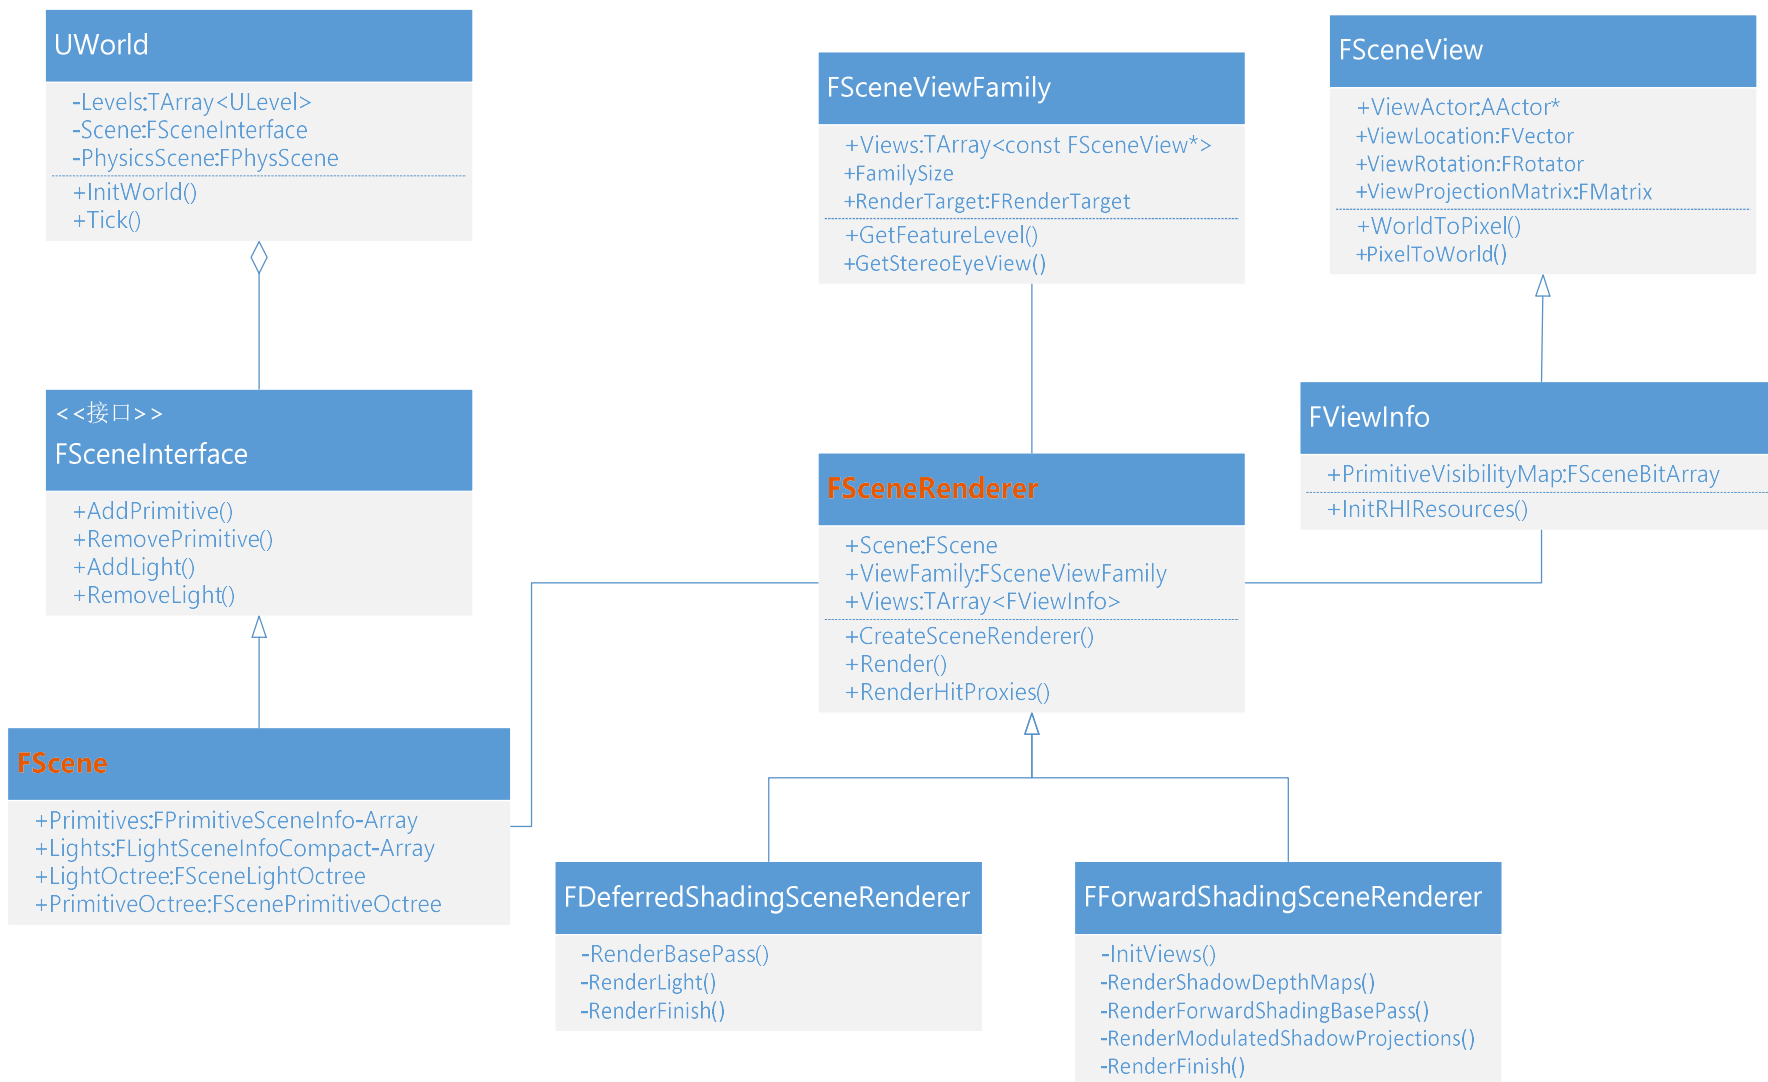 UWorld
-Levels:TArray<ULevel>
-Scene:FSceneInterface
-PhysicsScene:FPhysScene
+InitWorld()
+Tick()
FSceneViewFamily
+Views:TArray<const FSceneView*>
+FamilySize
+RenderTarget:FRenderTarget
+GetFeatureLevel()
+GetStereoEyeView()
FSceneView
+ViewActor:AActor*
+ViewLocation:FVector
+ViewRotation:FRotator
+ViewProjectionMatrix:FMatrix
+WorldToPixel()
+PixelToWorld()
<<接口>>
FSceneInterface
+AddPrimitive()
+RemovePrimitive()
+AddLight()
+RemoveLight()
FSceneRenderer
+Scene:FScene
+ViewFamily:FSceneViewFamily
+Views:TArray<FViewInfo>
+CreateSceneRenderer()
+Render()
+RenderHitProxies()
FViewInfo
+PrimitiveVisibilityMap:FSceneBitArray
+InitRHIResources()
FScene
+Primitives:FPrimitiveSceneInfo-Array
+Lights:FLightSceneInfoCompact-Array
+LightOctree:FSceneLightOctree
+PrimitiveOctree:FScenePrimitiveOctree
FDeferredShadingSceneRenderer
-RenderBasePass()
-RenderLight()
-RenderFinish()
FForwardShadingSceneRenderer
-InitViews()
-RenderShadowDepthMaps()
-RenderForwardShadingBasePass()
-RenderModulatedShadowProjections()
-RenderFinish()